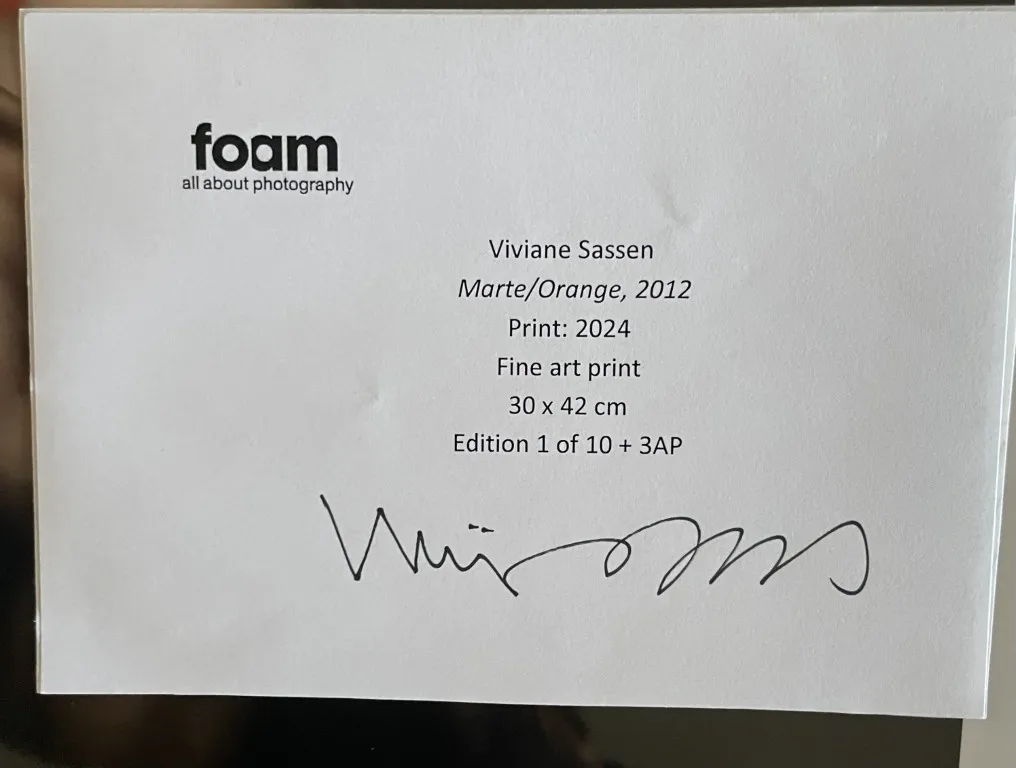 foam
all about photography
Viviane Sassen
Marte/Orange, 2012
Print: 2024
Fine art print
30 x 42 cm
Edition 1 of 10 + 3AP